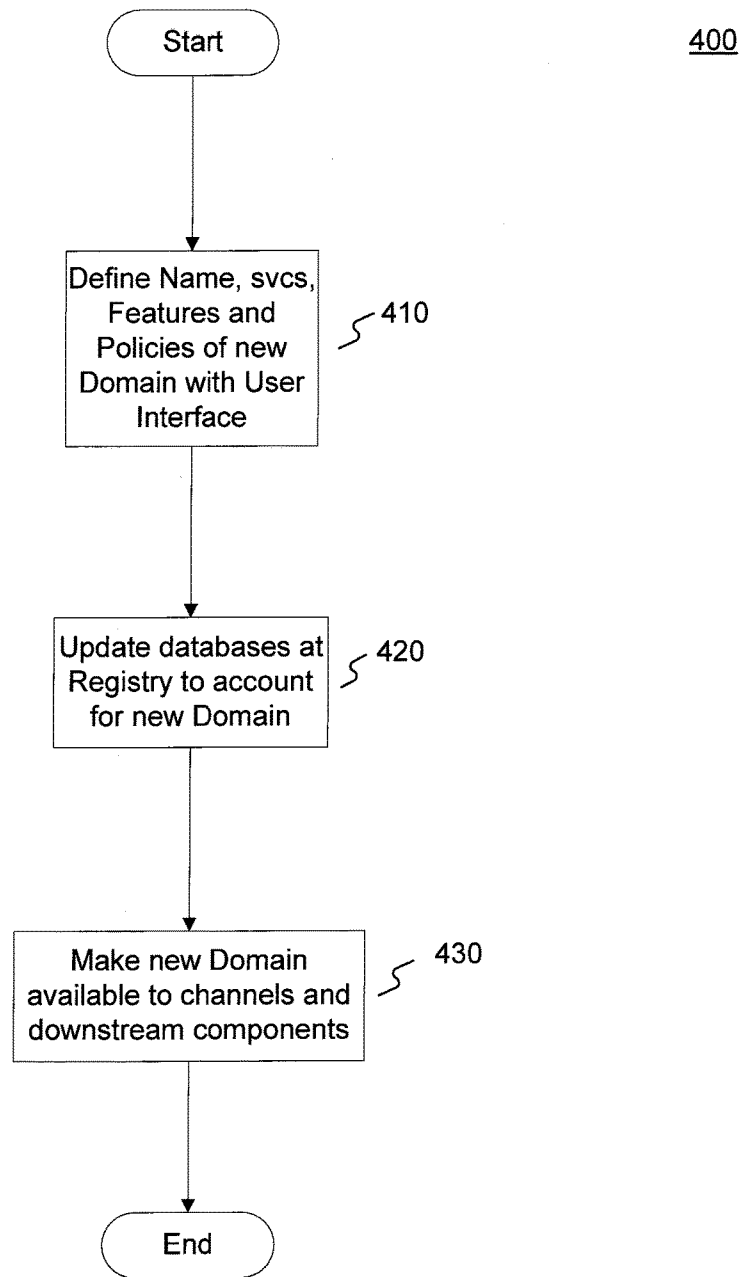 Start
400
Define Name, svcs,
Features and
Policies of new
Domain with User
Interface
410
Update databases at
Registry to account
for new Domain
420
Make new Domain
available to channels and
downstream components
430
End